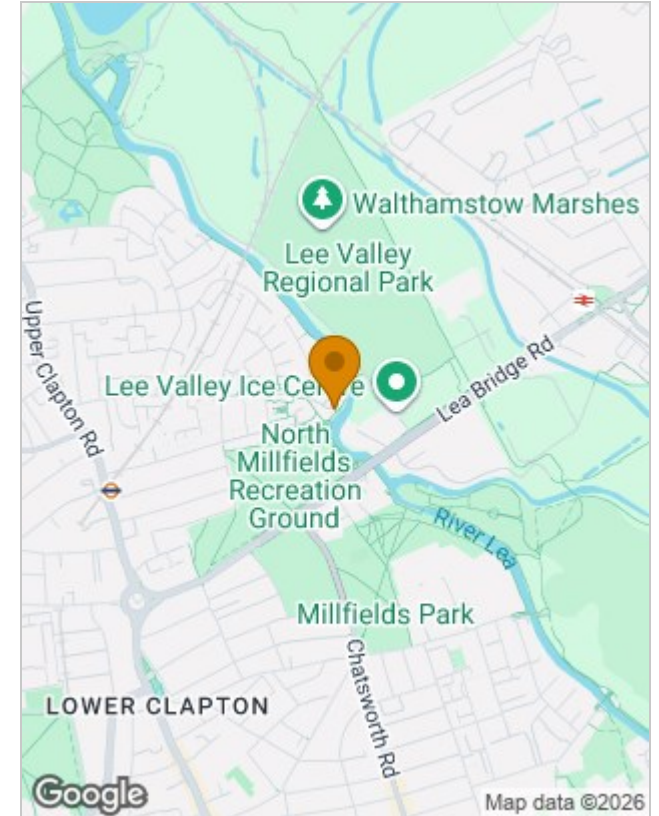 Walthamstow Marshes
Lee Valley
Regional Park
Upper Clapton Rd
Lee Valley Ice Centre
Lea Bridge Rd
North
Millfields
Recreation
Ground
River Lea
Millfields Park
Chatsworth Rd
LOWER CLAPTON
Google
Map data ©2026